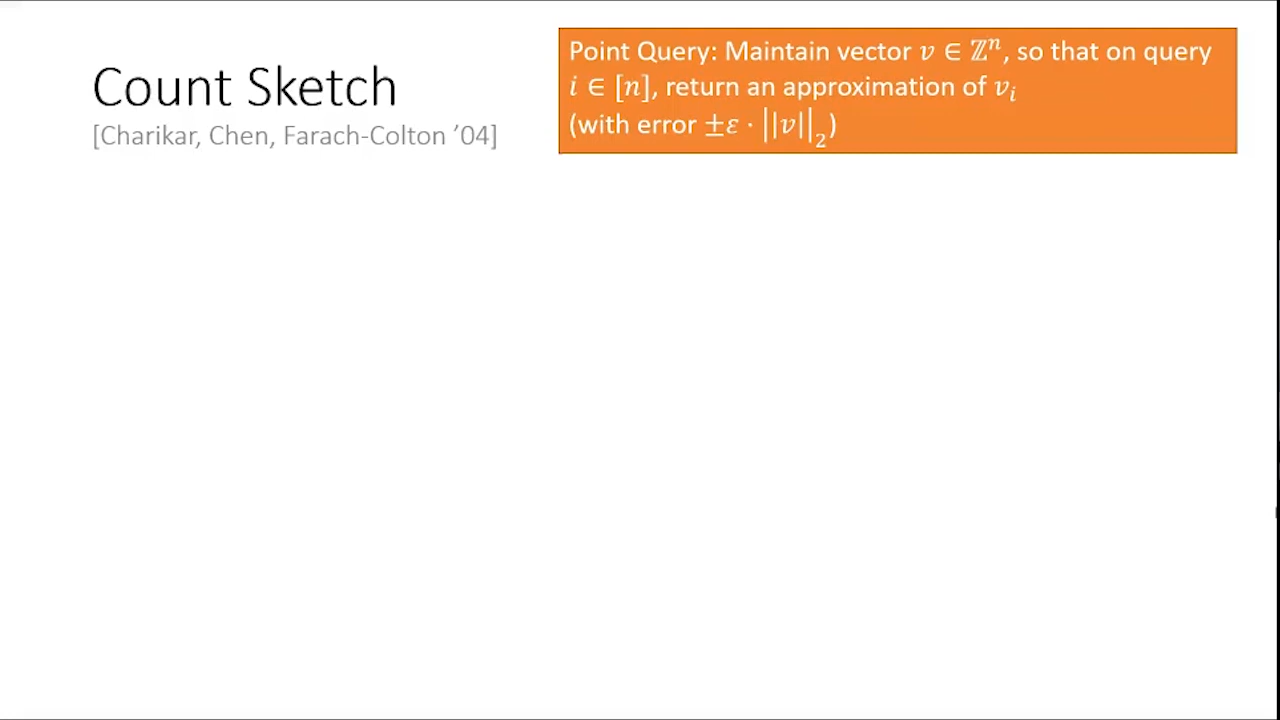 Count Sketch
[Charikar, Chen, Farach-Colton ’04]
Point Query: Maintain vector 𝑣 ∈ ℤⁿ, so that on query
𝑖 ∈ [𝑛], return an approximation of 𝑣ᵢ
(with error ±𝜀 · ||𝑣||₂)